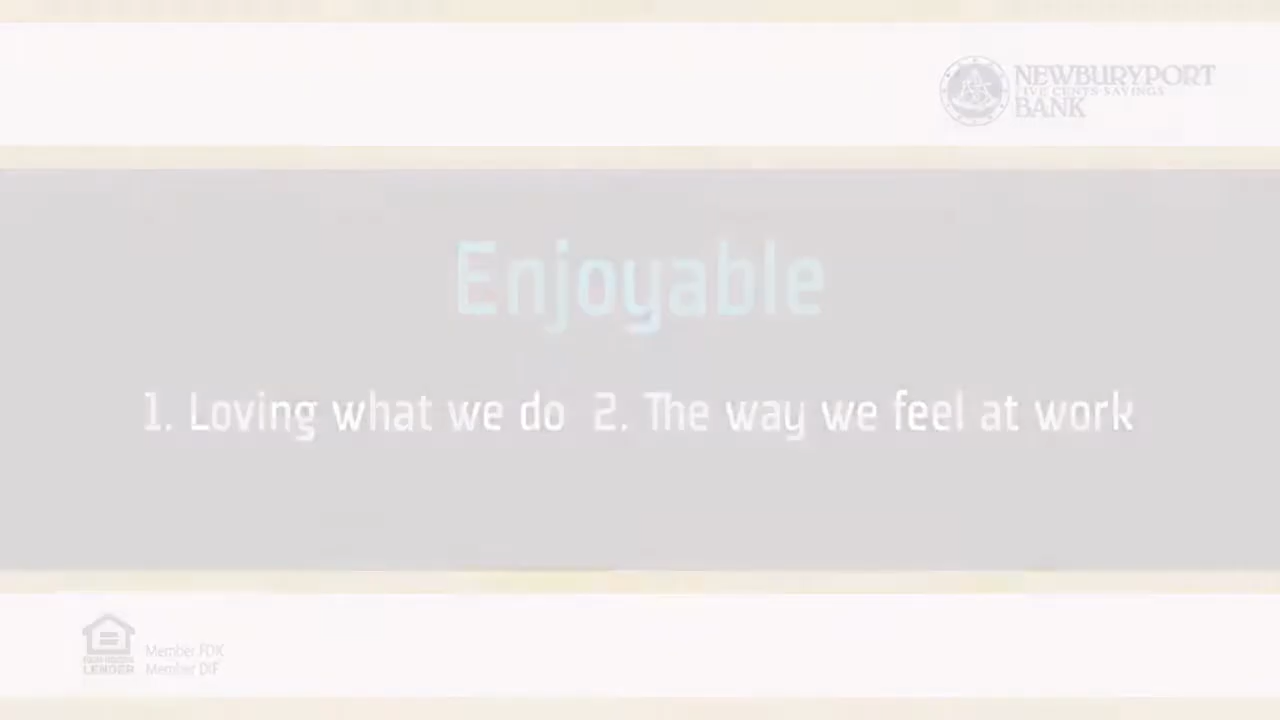 NEWBURYPORT
FIVE CENTS SAVINGS
BANK
Enjoyable
1. Loving what we do 2. The way we feel at work
EQUAL HOUSING
LENDER
Member FDIC
Member DIF